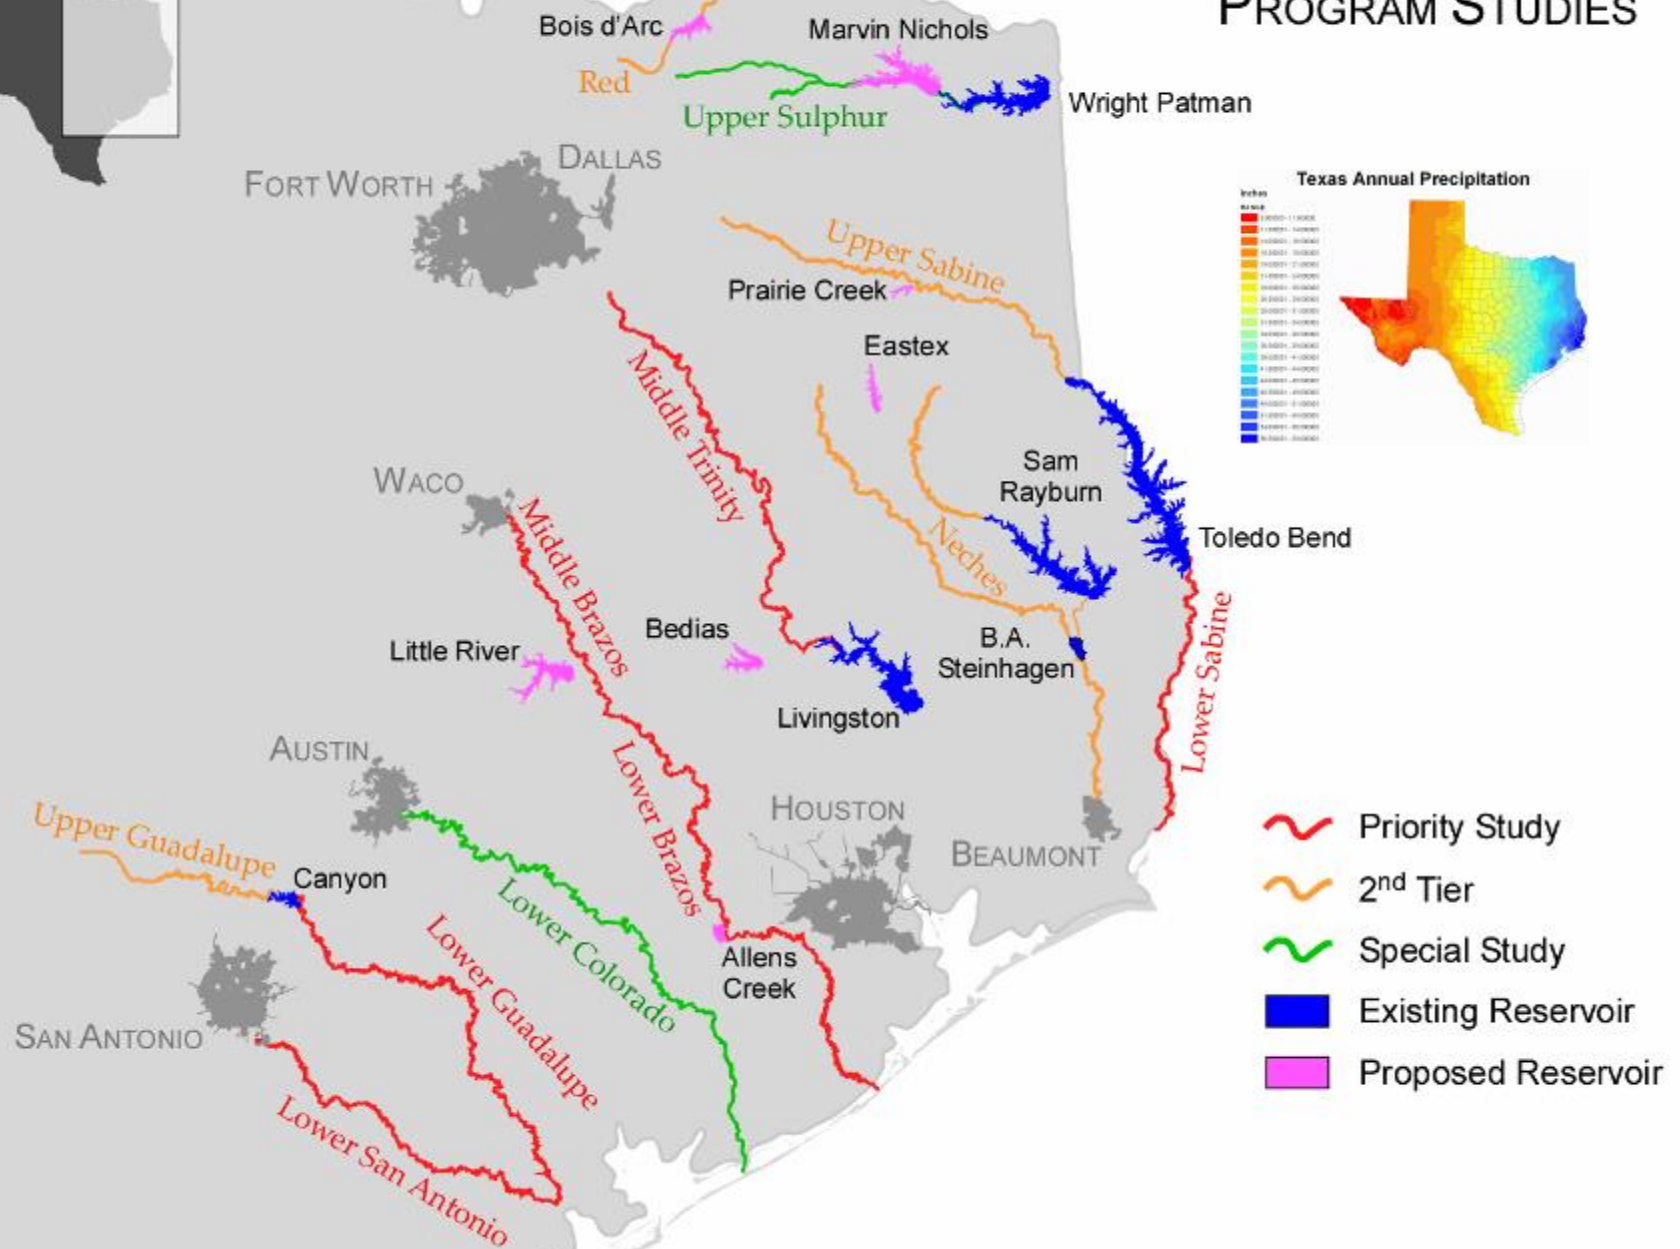 PROGRAM STUDIES
Bois d'Arc
Marvin Nichols
Red
Upper Sulphur
Wright Patman
DALLAS
FORT WORTH
Texas Annual Precipitation
Inches
RANGE
Upper Sabine
Prairie Creek
Eastex
Middle Trinity
Sam
Rayburn
WACO
Middle Brazos
Neches
Toledo Bend
Lower Sabine
Bedias
Little River
B.A.
Steinhagen
Livingston
AUSTIN
Lower Brazos
HOUSTON
BEAUMONT
Upper Guadalupe
Canyon
Lower Colorado
Lower Guadalupe
Allens
Creek
SAN ANTONIO
Lower San Antonio
Priority Study
2nd Tier
Special Study
Existing Reservoir
Proposed Reservoir